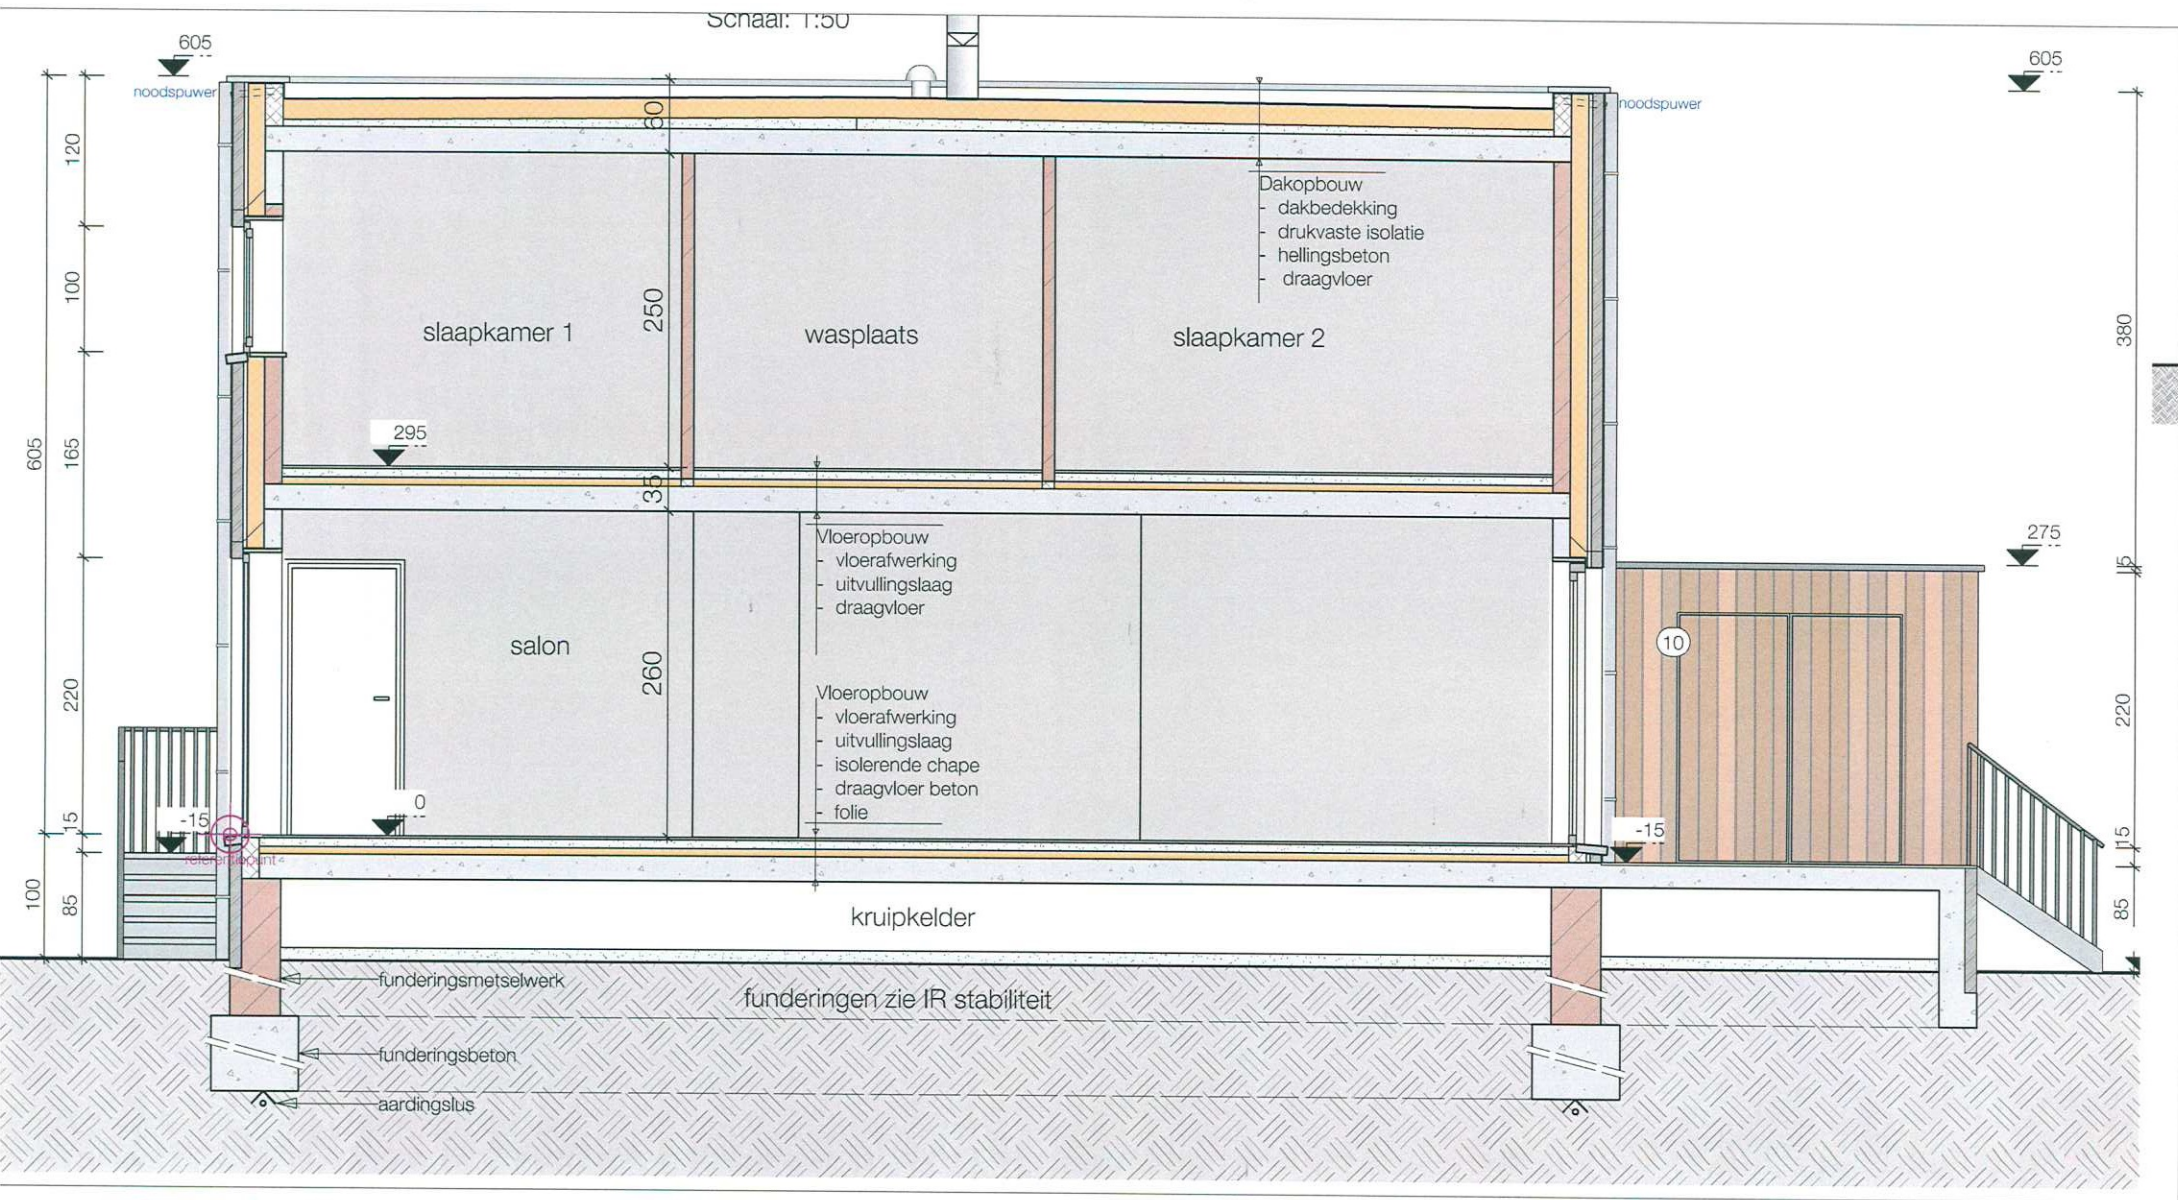 Schaal: 1:50
605
605
noodspuwer
noodspuwer
60
120
Dakopbouw
- dakbedekking
- drukvaste isolatie
- hellingsbeton
- draagvloer
100
250
slaapkamer 1
wasplaats
slaapkamer 2
380
295
605
165
35
275
15
Vloeropbouw
- vloerafwerking
- uitvullingslaag
- draagvloer
salon
10
260
220
220
Vloeropbouw
- vloerafwerking
- uitvullingslaag
- isolerende chape
- draagvloer beton
- folie
0
-15
15
-15
15
referentiepunt
100
85
85
kruipkelder
funderingsmetselwerk
funderingen zie IR stabiliteit
funderingsbeton
aardingslus